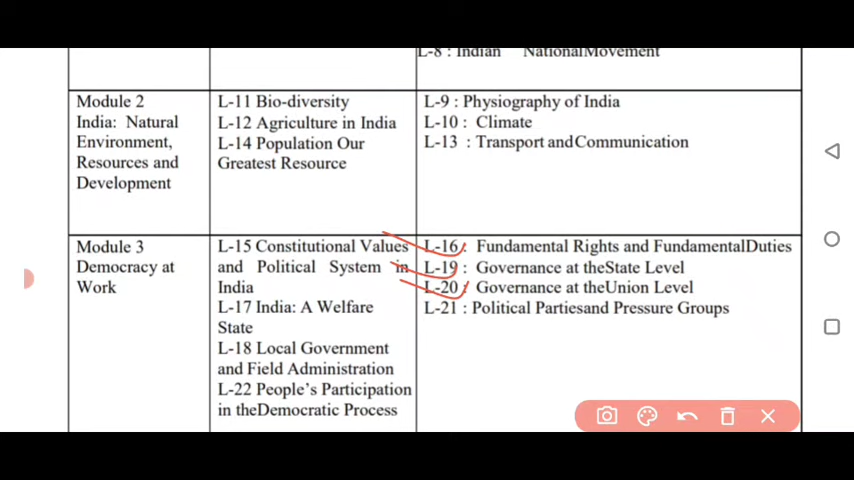 L-8 : Indian NationalMovement
Module 2
India: Natural
Environment,
Resources and
Development
L-11 Bio-diversity
L-12 Agriculture in India
L-14 Population Our
Greatest Resource
L-9 : Physiography of India
L-10 : Climate
L-13 : Transport andCommunication
Module 3
Democracy at
Work
L-15 Constitutional Values
and Political System in
India
L-17 India: A Welfare
State
L-18 Local Government
and Field Administration
L-22 People's Participation
in theDemocratic Process
L-16 : Fundamental Rights and FundamentalDuties
L-19 : Governance at theState Level
L-20 : Governance at theUnion Level
L-21 : Political Partiesand Pressure Groups